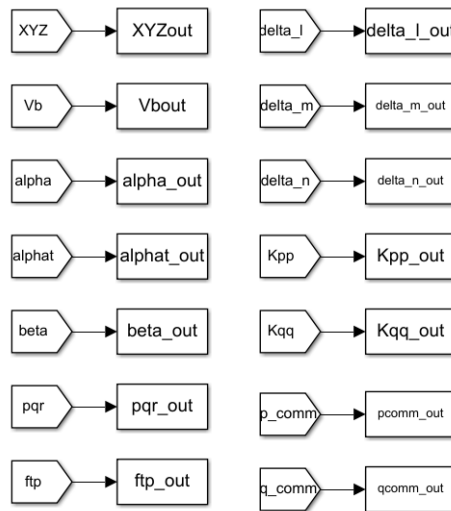 XYZ XYZout
Vb Vbout
alpha alpha_out
alphat alphat_out
beta beta_out
pqr pqr_out
ftp ftp_out
delta_l delta_l_out
delta_m delta_m_out
delta_n delta_n_out
Kpp Kpp_out
Kqq Kqq_out
p_comm pcomm_out
q_comm qcomm_out